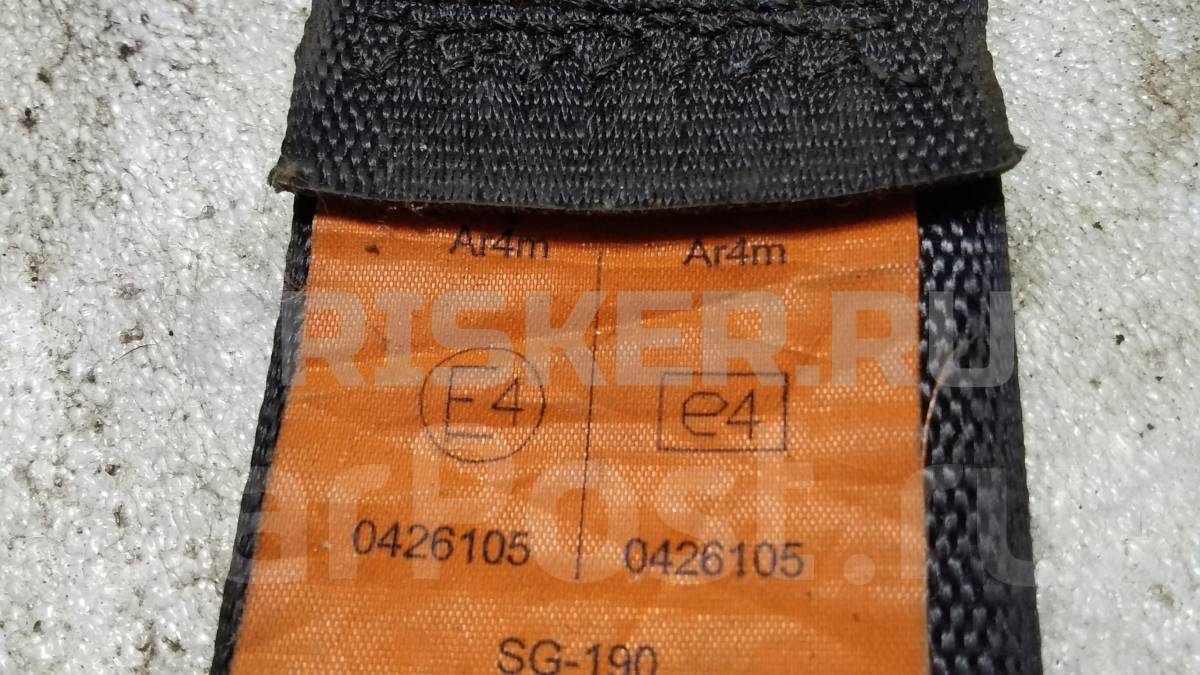 Ar4m Ar4m
RISKER.RU
E4 e4
arPost.ru
0426105 0426105
SG-190